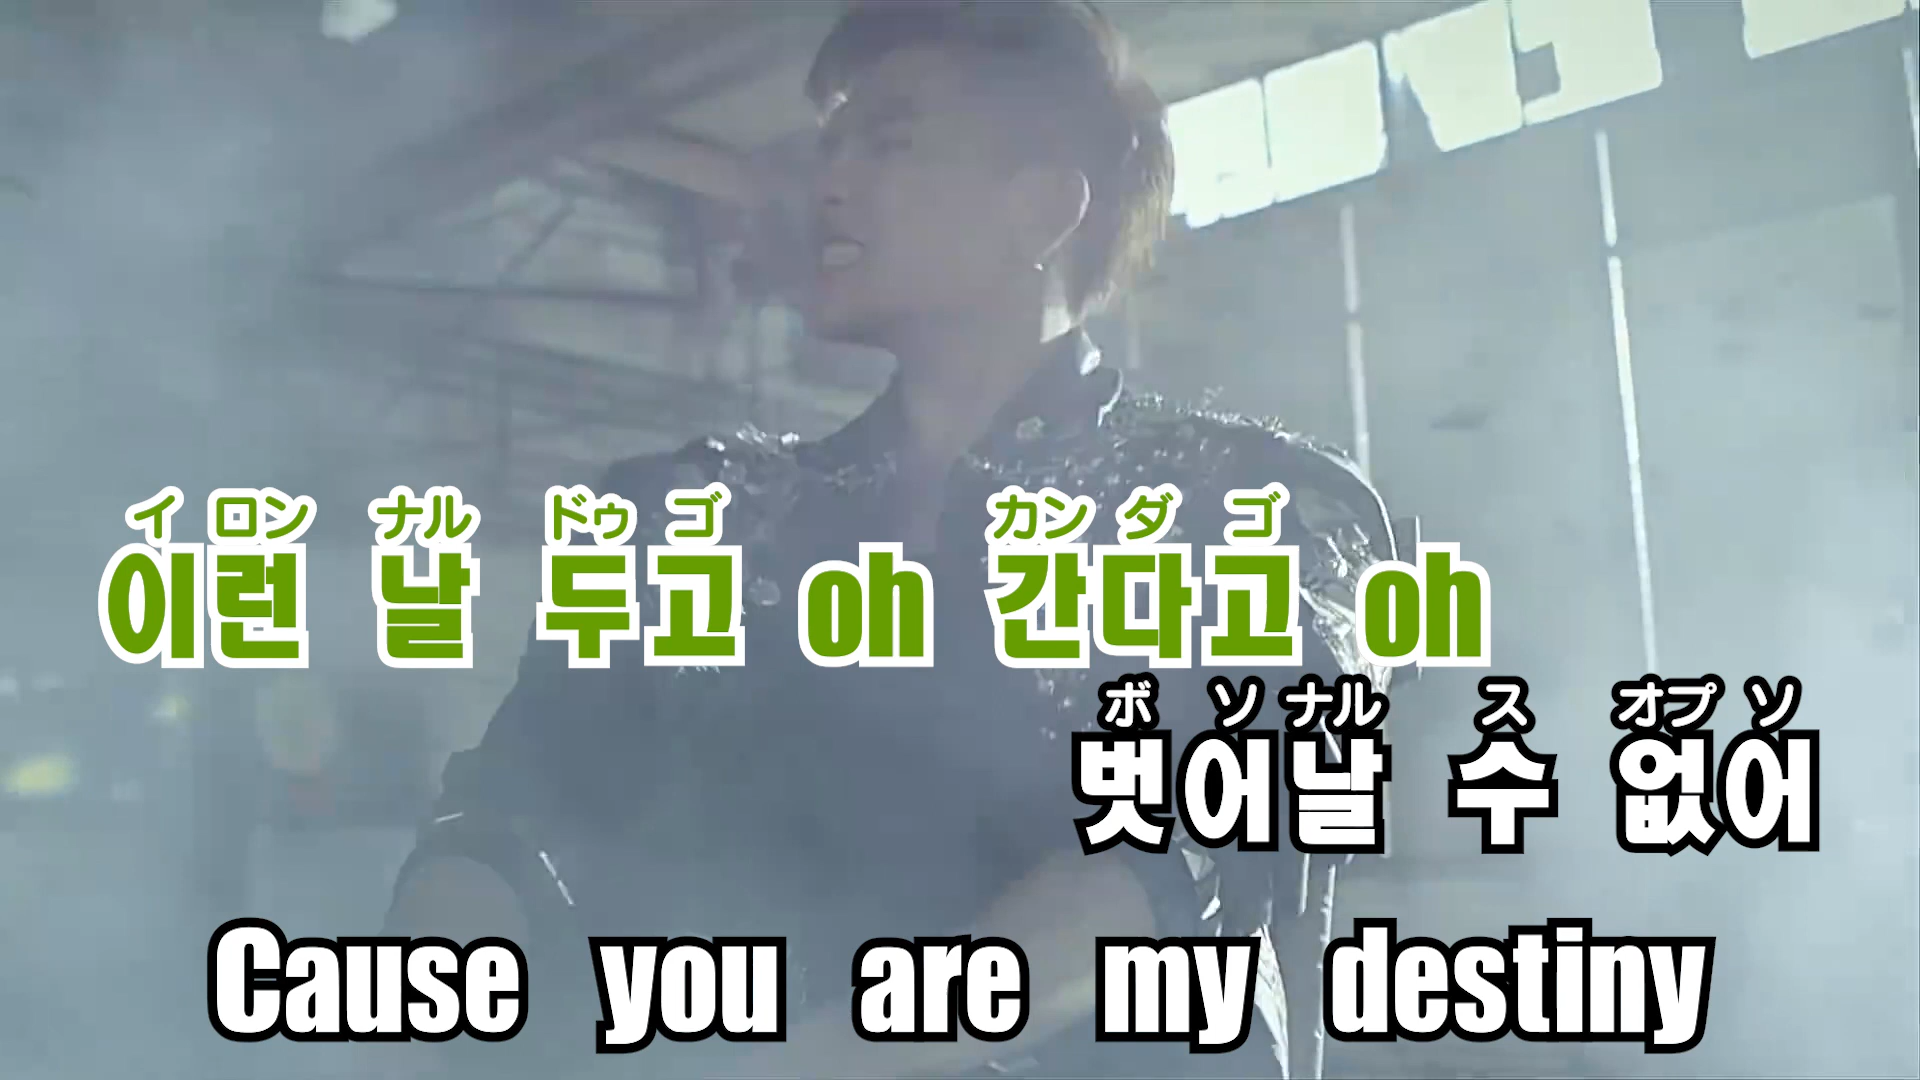 イ ロン ナル ドゥ ゴ カン ダ ゴ
이런 날 두고 oh 간다고 oh
ボ ソ ナル ス オプ ソ
벗어날 수 없어
Cause you are my destiny